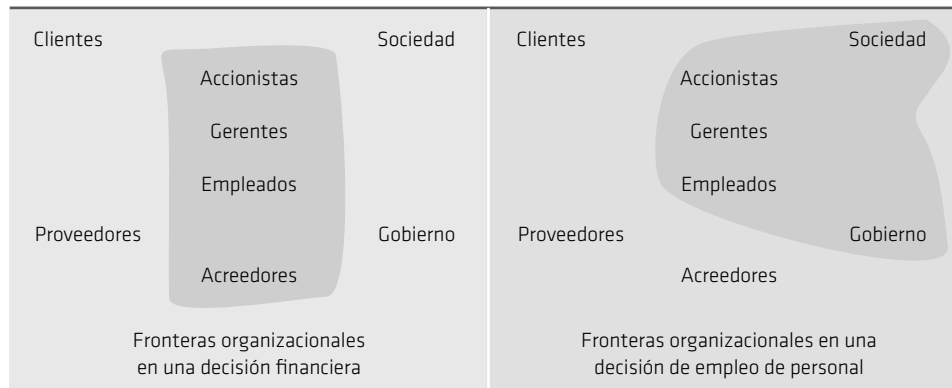 Clientes
Sociedad
Accionistas
Gerentes
Empleados
Proveedores
Gobierno
Acreedores
Fronteras organizacionales
en una decisión financiera
Clientes
Sociedad
Accionistas
Gerentes
Empleados
Proveedores
Gobierno
Acreedores
Fronteras organizacionales en una
decisión de empleo de personal